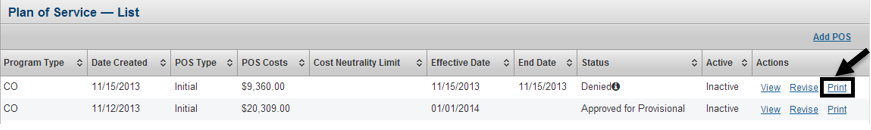 Plan of Service — List
Add POS
Program Type Date Created POS Type POS Costs Cost Neutrality Limit Effective Date End Date Status Active Actions
CO 11/15/2013 Initial $9,360.00 11/15/2013 11/15/2013 Denied Inactive View Revise Print
CO 11/12/2013 Initial $20,309.00 01/01/2014 Approved for Provisional Inactive View Revise Print